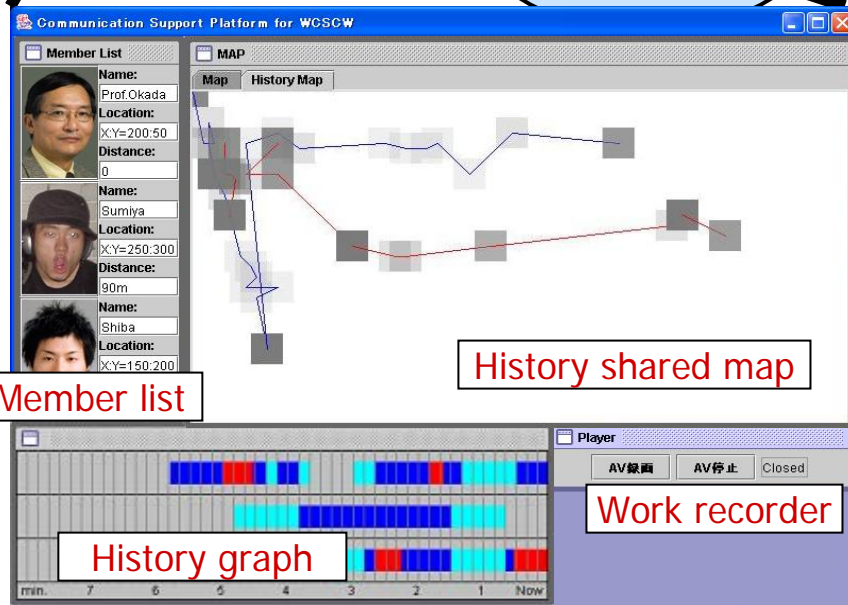 Communication Support Platform for WCSCW
Member List
Name:
Prof.Okada
Location:
X:Y=200:50
Distance:
0
Name:
Sumiya
Location:
X:Y=250:300
Distance:
90m
Name:
Shiba
Location:
X:Y=150:200
Member list
MAP
Map History Map
History shared map
History graph
min. 7 6 5 4 3 2 1 Now
Player
AV録画 AV停止 Closed
Work recorder